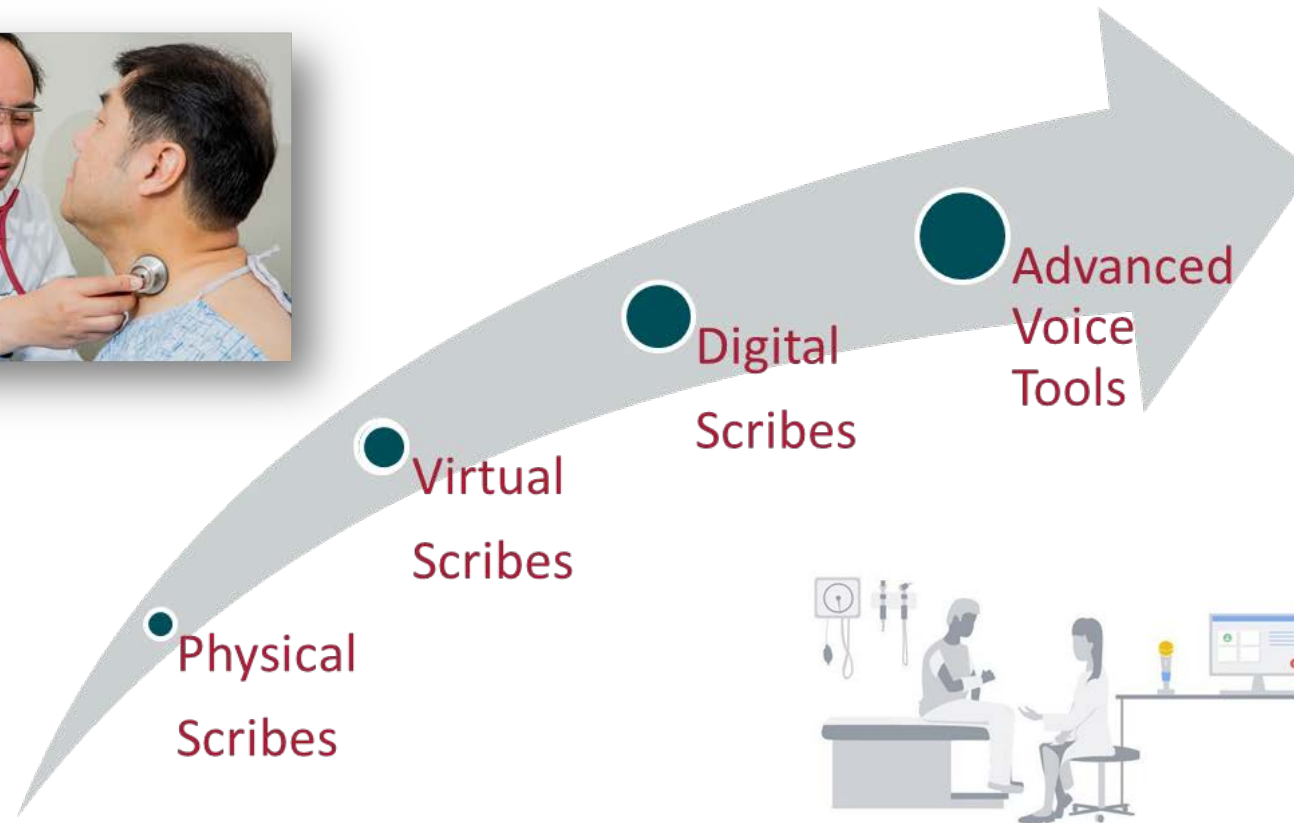 Physical
Scribes
Virtual
Scribes
Digital
Scribes
Advanced
Voice
Tools